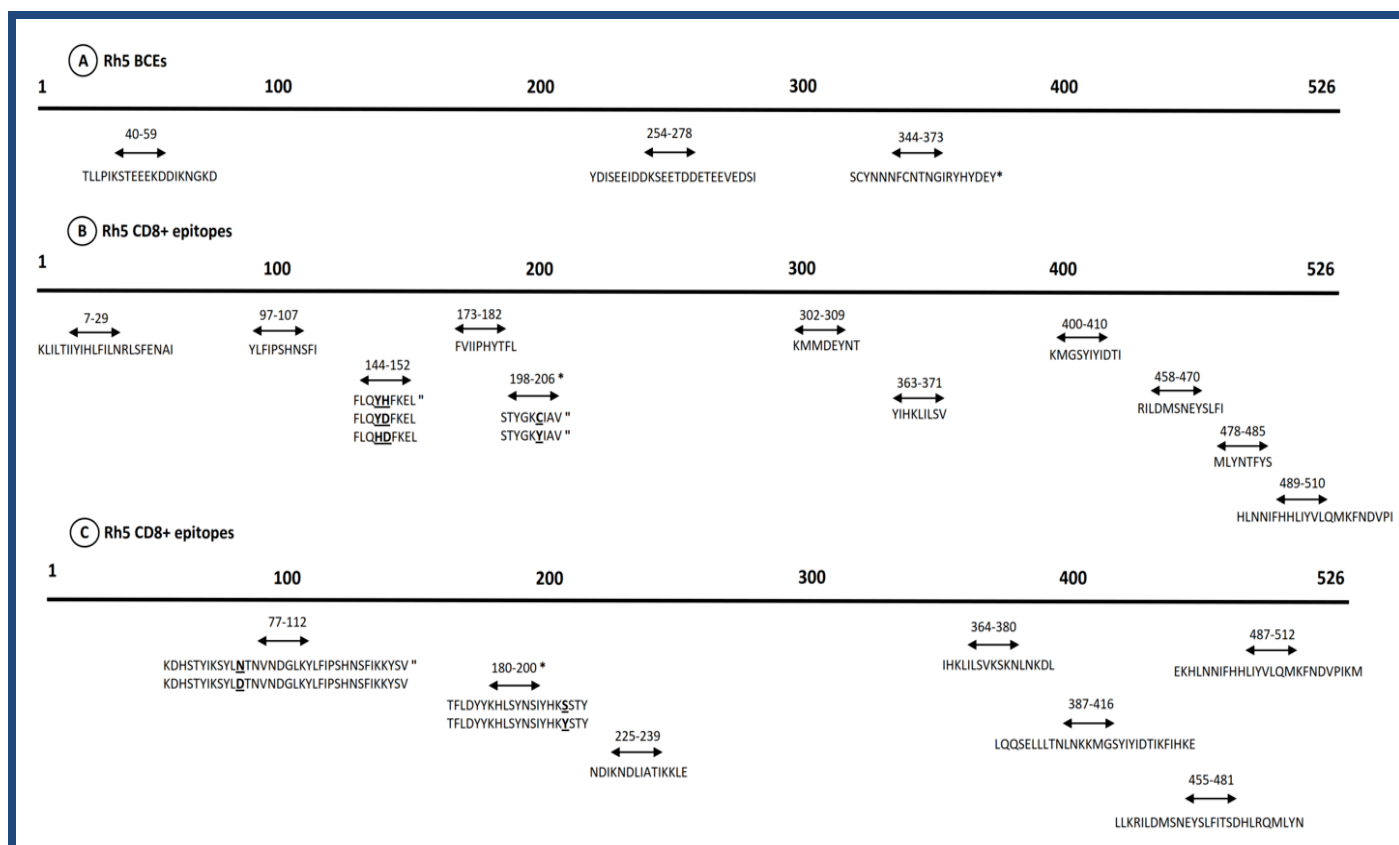 A Rh5 BCEs
1 100 200 300 400 526
40-59 254-278 344-373
TLLPIKSTEEEKDDIKNGKD YDISEEIDDKSEETDDETEEVEDSI SCYNNNFCNTNGIRYHYDEY*
B Rh5 CD8+ epitopes
1 100 200 300 400 526
7-29 97-107 173-182 302-309 400-410
KLILTIIYIHLFILNRLSFENAI YLFIPSHNSFI FVIIPHYTFL KMMDEYNT KMGSYIYIDTI
144-152 198-206 * 363-371 458-470
FLQYHFKEL " STYGKCIAV " YIHKLILSV RILDMSNEYSLFI
FLQYDFKEL STYGKYIAV "
FLQHDFKEL
478-485
MLYNTFYS
489-510
HLNNIFHHLIYVLQMKFNDVPI
C Rh5 CD8+ epitopes
1 100 200 300 400 526
77-112 364-380 487-512
KDHSTYIKSYLNTNVNDGLKYLFIPSHNSFIKKYSV " IHKLILSVKSKNLNKDL EKHLNNIFHHLIYVLQMKFNDVPIKM
KDHSTYIKSYLDTNVNDGLKYLFIPSHNSFIKKYSV
180-200 * 387-416
TFLDYYKHLSYNSIYHKSSTY LQQSELLLTNLNKKMGSYIYIDTIKFIHKE
TFLDYYKHLSYNSIYHKYSTY
225-239
NDIKNDLIATIKKLE
455-481
LLKRILDMSNEYSLFITSDHLRQMLYN